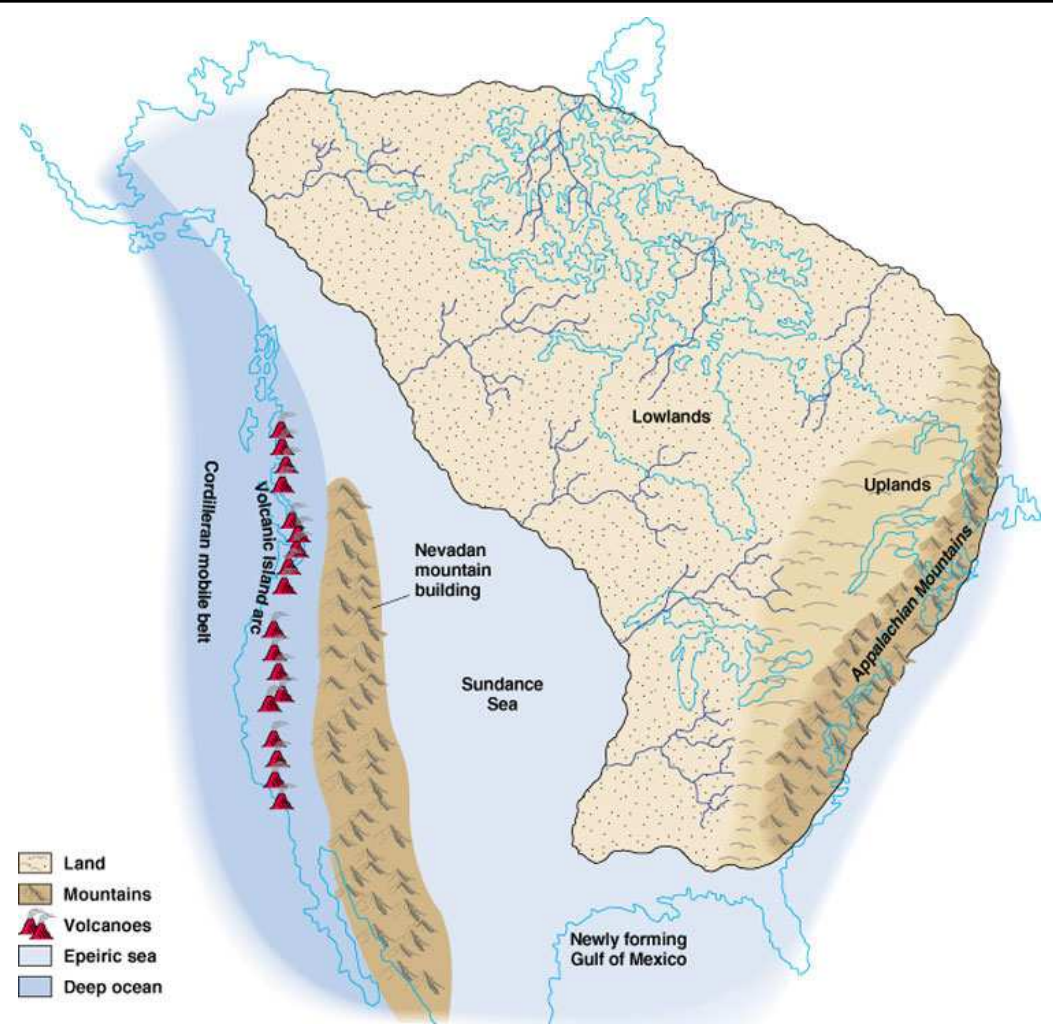 Lowlands
Uplands
Appalachian Mountains
Cordilleran mobile belt
Volcanic island arc
Nevadan
mountain
building
Sundance
Sea
Newly forming
Gulf of Mexico
Land
Mountains
Volcanoes
Epeiric sea
Deep ocean